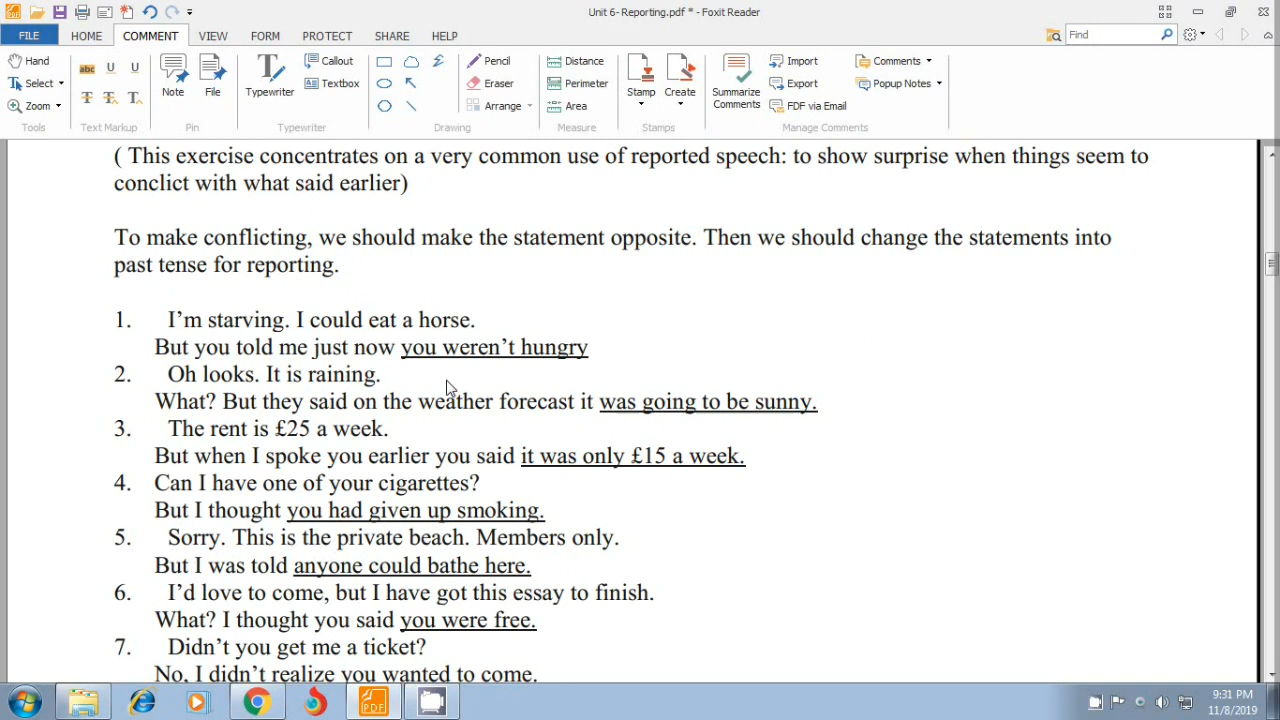 Unit 6- Reporting.pdf * - Foxit Reader
FILE HOME COMMENT VIEW FORM PROTECT SHARE HELP
Find
Hand
Select
Zoom
Tools
abc U U
T T T
Text Markup
Note
File
Pin
Typewriter
Callout
Textbox
Typewriter
Pencil
Eraser
Arrange
Drawing
Distance
Perimeter
Area
Measure
Stamp
Create
Stamps
Summarize Comments
Import
Export
FDF via Email
Comments
Popup Notes
Manage Comments
( This exercise concentrates on a very common use of reported speech: to show surprise when things seem to
conclict with what said earlier)
To make conflicting, we should make the statement opposite. Then we should change the statements into
past tense for reporting.
1. I’m starving. I could eat a horse.
But you told me just now you weren’t hungry
2. Oh looks. It is raining.
What? But they said on the weather forecast it was going to be sunny.
3. The rent is £25 a week.
But when I spoke you earlier you said it was only £15 a week.
4. Can I have one of your cigarettes?
But I thought you had given up smoking.
5. Sorry. This is the private beach. Members only.
But I was told anyone could bathe here.
6. I’d love to come, but I have got this essay to finish.
What? I thought you said you were free.
7. Didn’t you get me a ticket?
No, I didn’t realize you wanted to come.
PDF
9:31 PM
11/8/2019